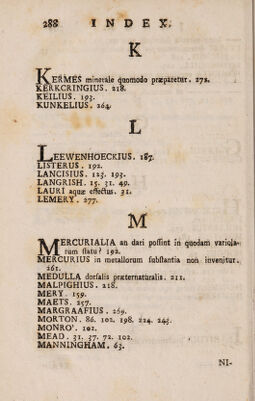 288 INDEX.
K
KERMES minerale quomodo præparetur. 272.
KERKCRINGIUS. 218.
KEILIUS. 193.
KUNKELIUS. 264.
L
LEEWENHOECKIUS. 187.
LISTERUS. 192.
LANCISIUS. 123. 193.
LANGRISH. 15. 31. 49.
LAURI aquæ effectus. 31.
LEMERY. 277.
M
MERCURIALIA an dari possint in quodam variola-
rum statu? 192.
MERCURIUS in metallorum substantia non invenitur.
261.
MEDULLA dorsalis præternaturalis. 211.
MALPIGHIUS. 218.
MERY. 159.
MAETS. 257.
MARGRAAFIUS. 269.
MORTON. 86. 102. 198. 224. 243.
MONRO'. 101.
MEAD. 31. 37. 72. 102.
MANNINGHAM. 63.
NI-